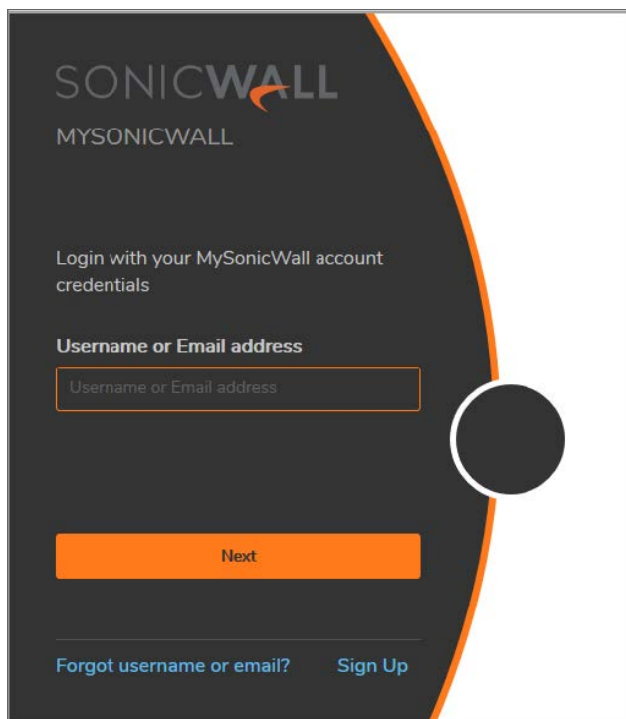 SONICWALL
MYSONICWALL
Login with your MySonicWall account
credentials
Username or Email address
Username or Email address
Next
Forgot username or email? Sign Up